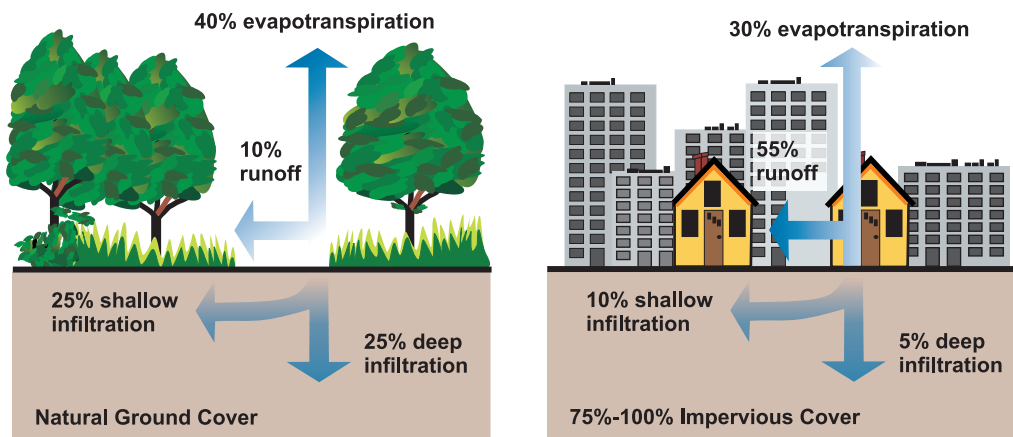 40% evapotranspiration
10%
runoff
25% shallow
infiltration
25% deep
infiltration
Natural Ground Cover
30% evapotranspiration
55%
runoff
10% shallow
infiltration
5% deep
infiltration
75%-100% Impervious Cover